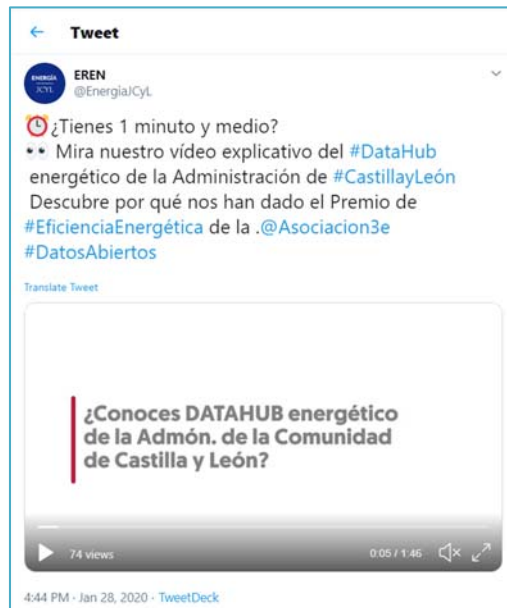 ← Tweet
ENERGÍA
JCYL
EREN
@EnergiaJCyL
⏰¿Tienes 1 minuto y medio?
👀 Mira nuestro vídeo explicativo del #DataHub
energético de la Administración de #CastillayLeón
Descubre por qué nos han dado el Premio de
#EficienciaEnergética de la .@Asociacion3e
#DatosAbiertos
Translate Tweet
¿Conoces DATAHUB energético
de la Admón. de la Comunidad
de Castilla y León?
74 views 0:05 / 1:46
4:44 PM · Jan 28, 2020 · TweetDeck